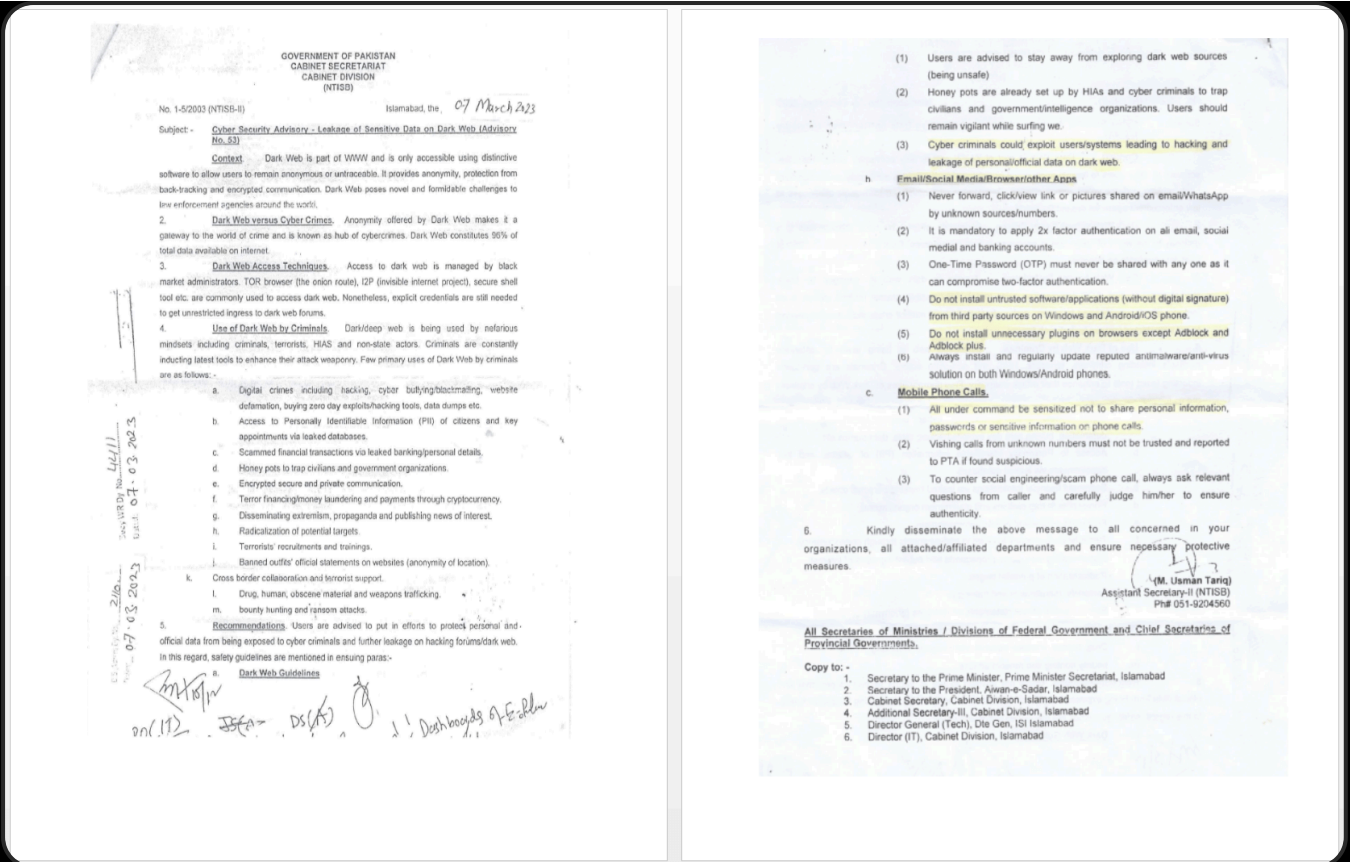 GOVERNMENT OF PAKISTAN
CABINET SECRETARIAT
CABINET DIVISION
(NTISB)
No. 1-5/2003 (NTISB-II) Islamabad, the 07 March 2023
Subject: - Cyber Security Advisory - Leakage of Sensitive Data on Dark Web (Advisory
No. 53)
Context. Dark Web is part of WWW and is only accessible using distinctive
software to allow users to remain anonymous or untraceable. It provides anonymity, protection from
back-tracking and encrypted communication. Dark Web poses novel and formidable challenges to
law enforcement agencies around the world.
2. Dark Web versus Cyber Crimes. Anonymity offered by Dark Web makes it a
gateway to the world of crime and is known as hub of cybercrimes. Dark Web constitutes 96% of
total data available on internet.
3. Dark Web Access Techniques. Access to dark web is managed by black
market administrators. TOR browser (the onion route), I2P (invisible internet project), secure shell
tool etc. are commonly used to access dark web. Nonetheless, explicit credentials are still needed
to get unrestricted ingress to dark web forums.
4. Use of Dark Web by Criminals. Dark/deep web is being used by nefarious
mindsets including criminals, terrorists, HIAS and non-state actors. Criminals are constantly
inducting latest tools to enhance their attack weaponry. Few primary uses of Dark Web by criminals
are as follows:-
a. Digital crimes including hacking, cyber bullying/blackmailing, website
defamation, buying zero day exploits/hacking tools, data dumps etc.
b. Access to Personally Identifiable Information (PII) of citizens and key
appointments via leaked databases.
c. Scammed financial transactions via leaked banking/personal details.
d. Honey pots to trap civilians and government organizations.
e. Encrypted secure and private communication.
f. Terror financing/money laundering and payments through cryptocurrency.
g. Disseminating extremism, propaganda and publishing news of interest.
h. Radicalization of potential targets.
i. Terrorists' recruitments and trainings.
j. Banned outfits' official statements on websites (anonymity of location).
k. Cross border collaboration and terrorist support.
l. Drug, human, obscene material and weapons trafficking.
m. bounty hunting and ransom attacks.
5. Recommendations. Users are advised to put in efforts to protect personal and
official data from being exposed to cyber criminals and further leakage on hacking forums/dark web.
In this regard, safety guidelines are mentioned in ensuing paras:-
a. Dark Web Guidelines
DS(A)
07.03.2023
07.03.2023
(1) Users are advised to stay away from exploring dark web sources
(being unsafe)
(2) Honey pots are already set up by HIAs and cyber criminals to trap
civilians and government/intelligence organizations. Users should
remain vigilant while surfing we.
(3) Cyber criminals could exploit users/systems leading to hacking and
leakage of personal/official data on dark web.
h Email/Social Media/Browser/other Apps
(1) Never forward, click/view link or pictures shared on email/WhatsApp
by unknown sources/numbers.
(2) It is mandatory to apply 2x factor authentication on all email, social
medial and banking accounts.
(3) One-Time Password (OTP) must never be shared with any one as it
can compromise two-factor authentication.
(4) Do not install untrusted software/applications (without digital signature)
from third party sources on Windows and Android/iOS phone.
(5) Do not install unnecessary plugins on browsers except Adblock and
Adblock plus.
(6) Always install and regularly update reputed antimalware/anti-virus
solution on both Windows/Android phones.
c. Mobile Phone Calls.
(1) All under command be sensitized not to share personal information,
passwords or sensitive information on phone calls.
(2) Vishing calls from unknown numbers must not be trusted and reported
to PTA if found suspicious.
(3) To counter social engineering/scam phone call, always ask relevant
questions from caller and carefully judge him/her to ensure
authenticity.
6. Kindly disseminate the above message to all concerned in your
organizations, all attached/affiliated departments and ensure necessary protective
measures.
(M. Usman Tariq)
Assistant Secretary-II (NTISB)
Ph# 051-9204560
All Secretaries of Ministries / Divisions of Federal Government and Chief Secretaries of
Provincial Governments.
Copy to: -
1. Secretary to the Prime Minister, Prime Minister Secretariat, Islamabad
2. Secretary to the President, Aiwan-e-Sadar, Islamabad
3. Cabinet Secretary, Cabinet Division, Islamabad
4. Additional Secretary-III, Cabinet Division, Islamabad
5. Director General (Tech), Dte Gen, ISI Islamabad
6. Director (IT), Cabinet Division, Islamabad